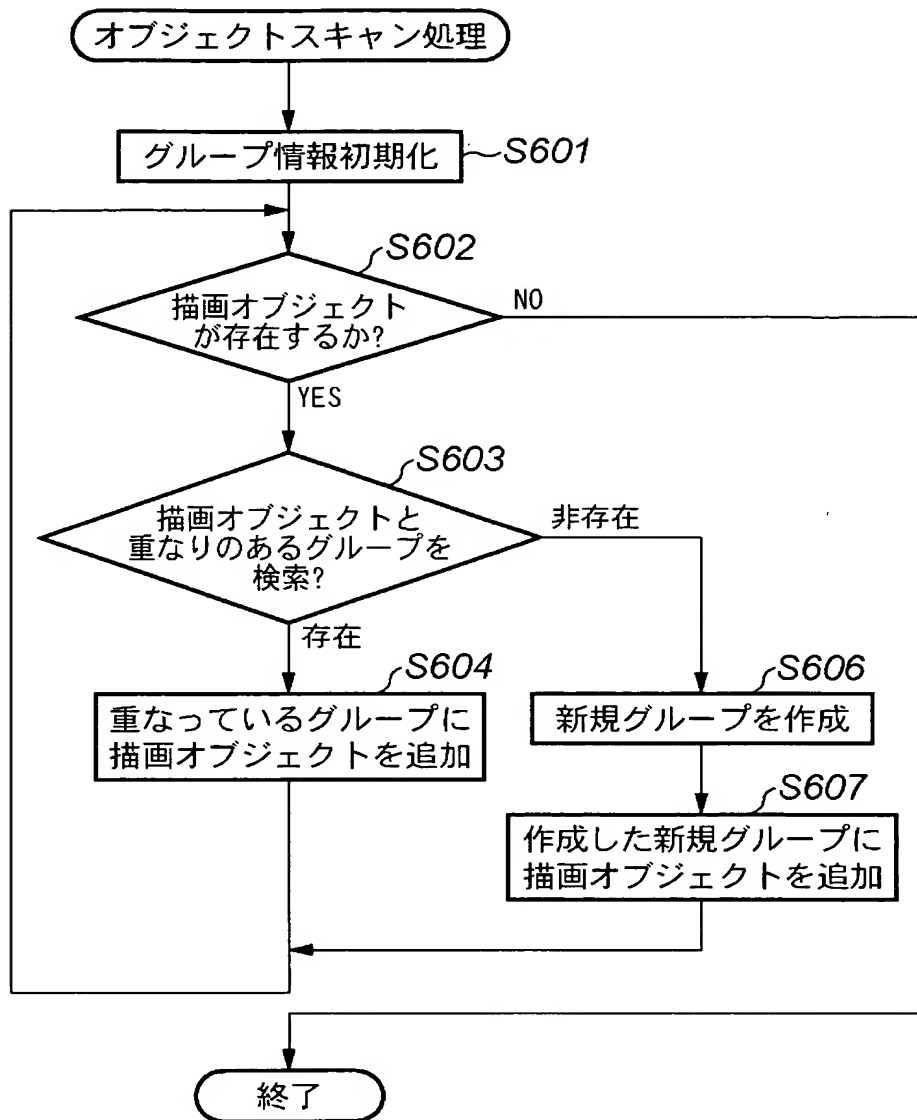 オブジェクトスキャン処理
グループ情報初期化
S601
S602
描画オブジェクト
が存在するか?
NO
YES
S603
描画オブジェクトと
重なりのあるグループを
検索?
非存在
存在
S604
重なっているグループに
描画オブジェクトを追加
S606
新規グループを作成
S607
作成した新規グループに
描画オブジェクトを追加
終了